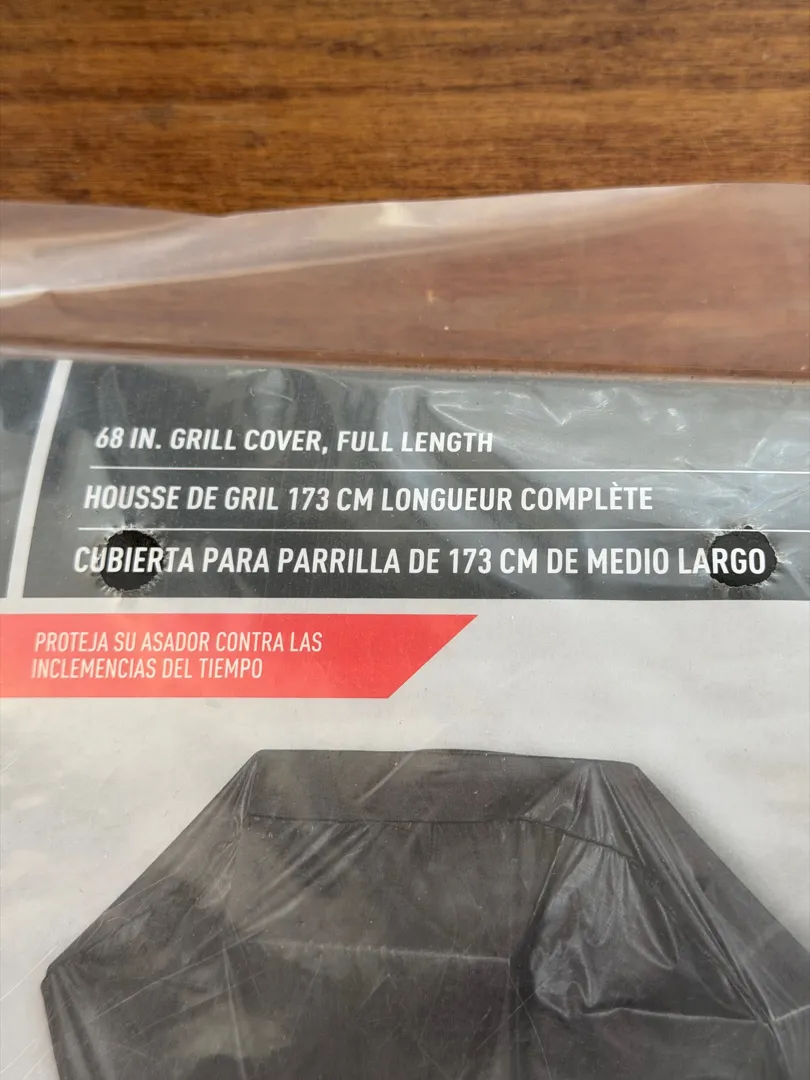 68 IN. GRILL COVER, FULL LENGTH
HOUSSE DE GRIL 173 CM LONGUEUR COMPLÈTE
CUBIERTA PARA PARRILLA DE 173 CM DE MEDIO LARGO
PROTEJA SU ASADOR CONTRA LAS
INCLEMENCIAS DEL TIEMPO